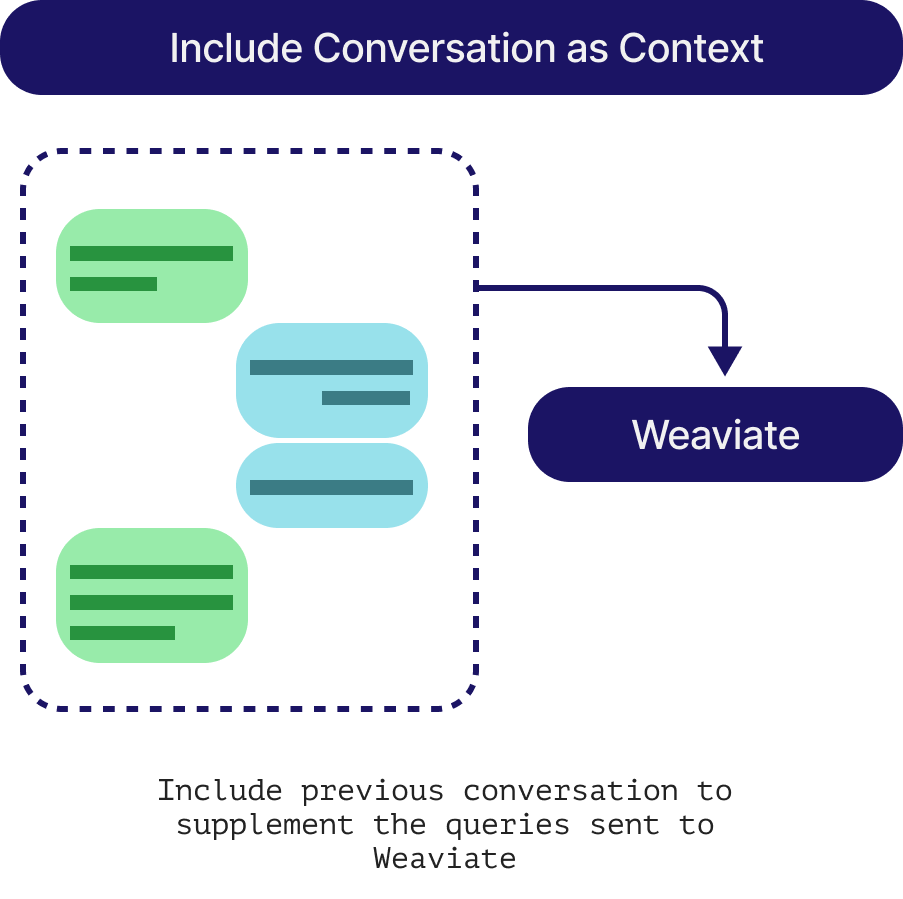 Include Conversation as Context
Weaviate
Include previous conversation to
supplement the queries sent to
Weaviate